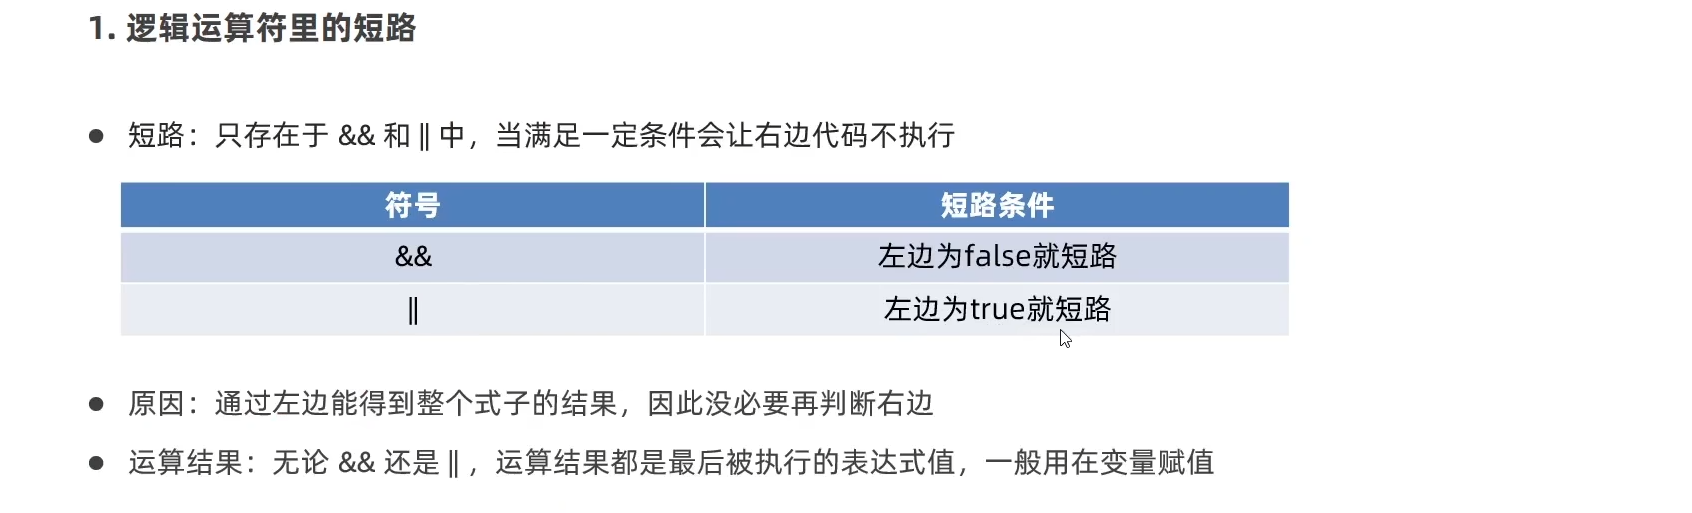 1. 逻辑运算符里的短路
● 短路：只存在于 && 和 || 中，当满足一定条件会让右边代码不执行
符号 短路条件
&& 左边为false就短路
|| 左边为true就短路
● 原因：通过左边能得到整个式子的结果，因此没必要再判断右边
● 运算结果：无论 && 还是 || ，运算结果都是最后被执行的表达式值，一般用在变量赋值